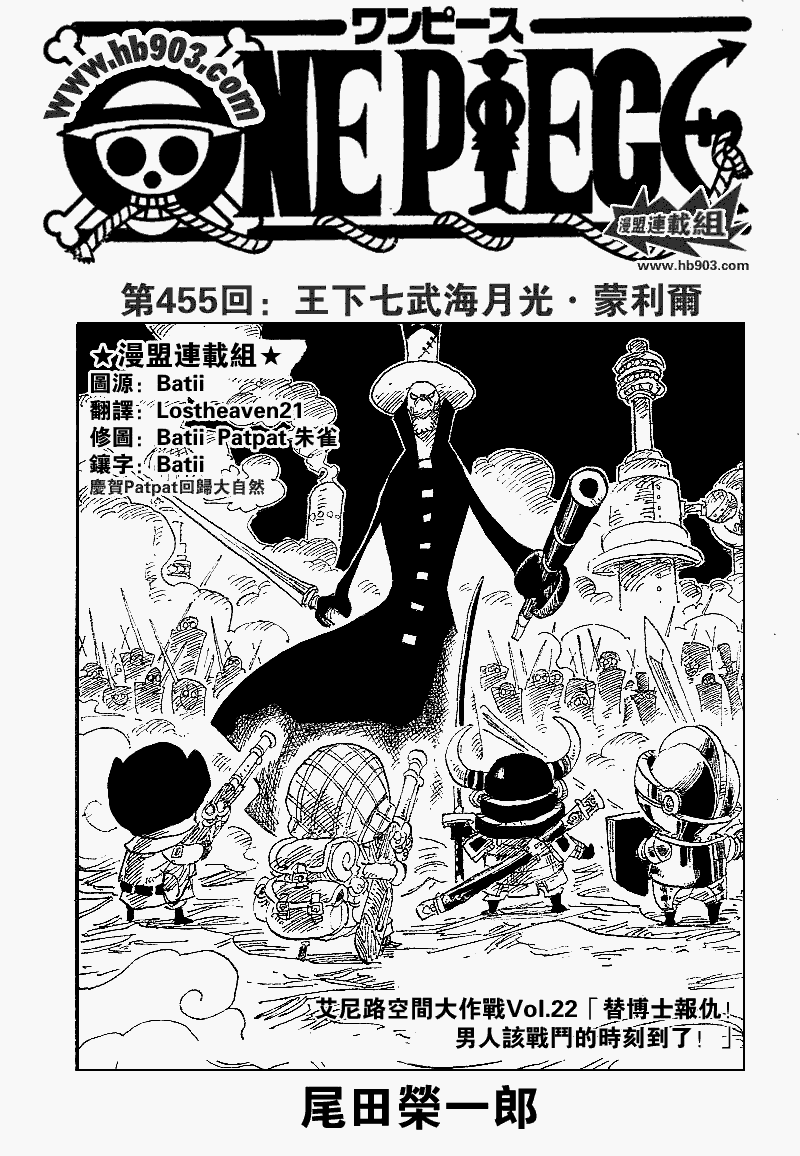 ワンピース
www.hb903.com
ONE PIECE
漫盟連載組
www.hb903.com
第455回：王下七武海月光・蒙利爾
★漫盟連載組★
圖源：Batii
翻譯：Lostheaven21
修圖：Batii Patpat 朱雀
鑲字：Batii
慶賀Patpat回歸大自然
艾尼路空間大作戰Vol.22「替博士報仇！
男人該戰鬥的時刻到了！」
尾田榮一郎